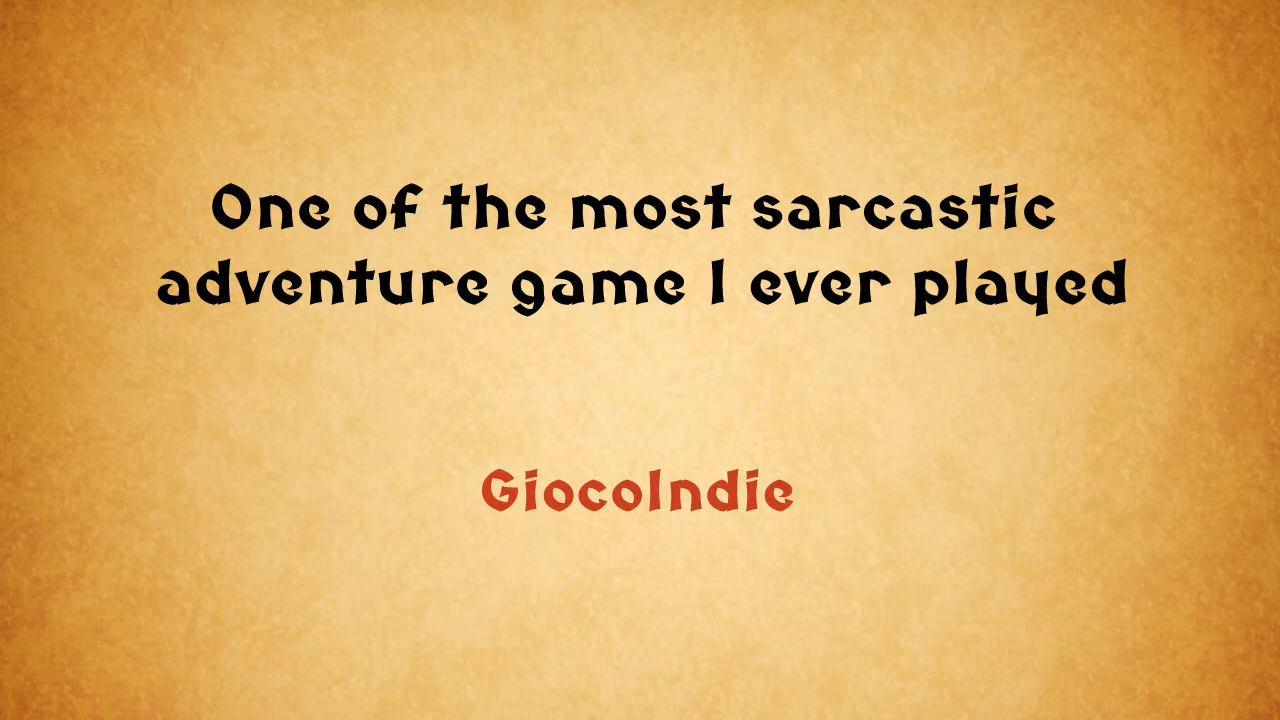 One of the most sarcastic
adventure game I ever played
GiocoIndie